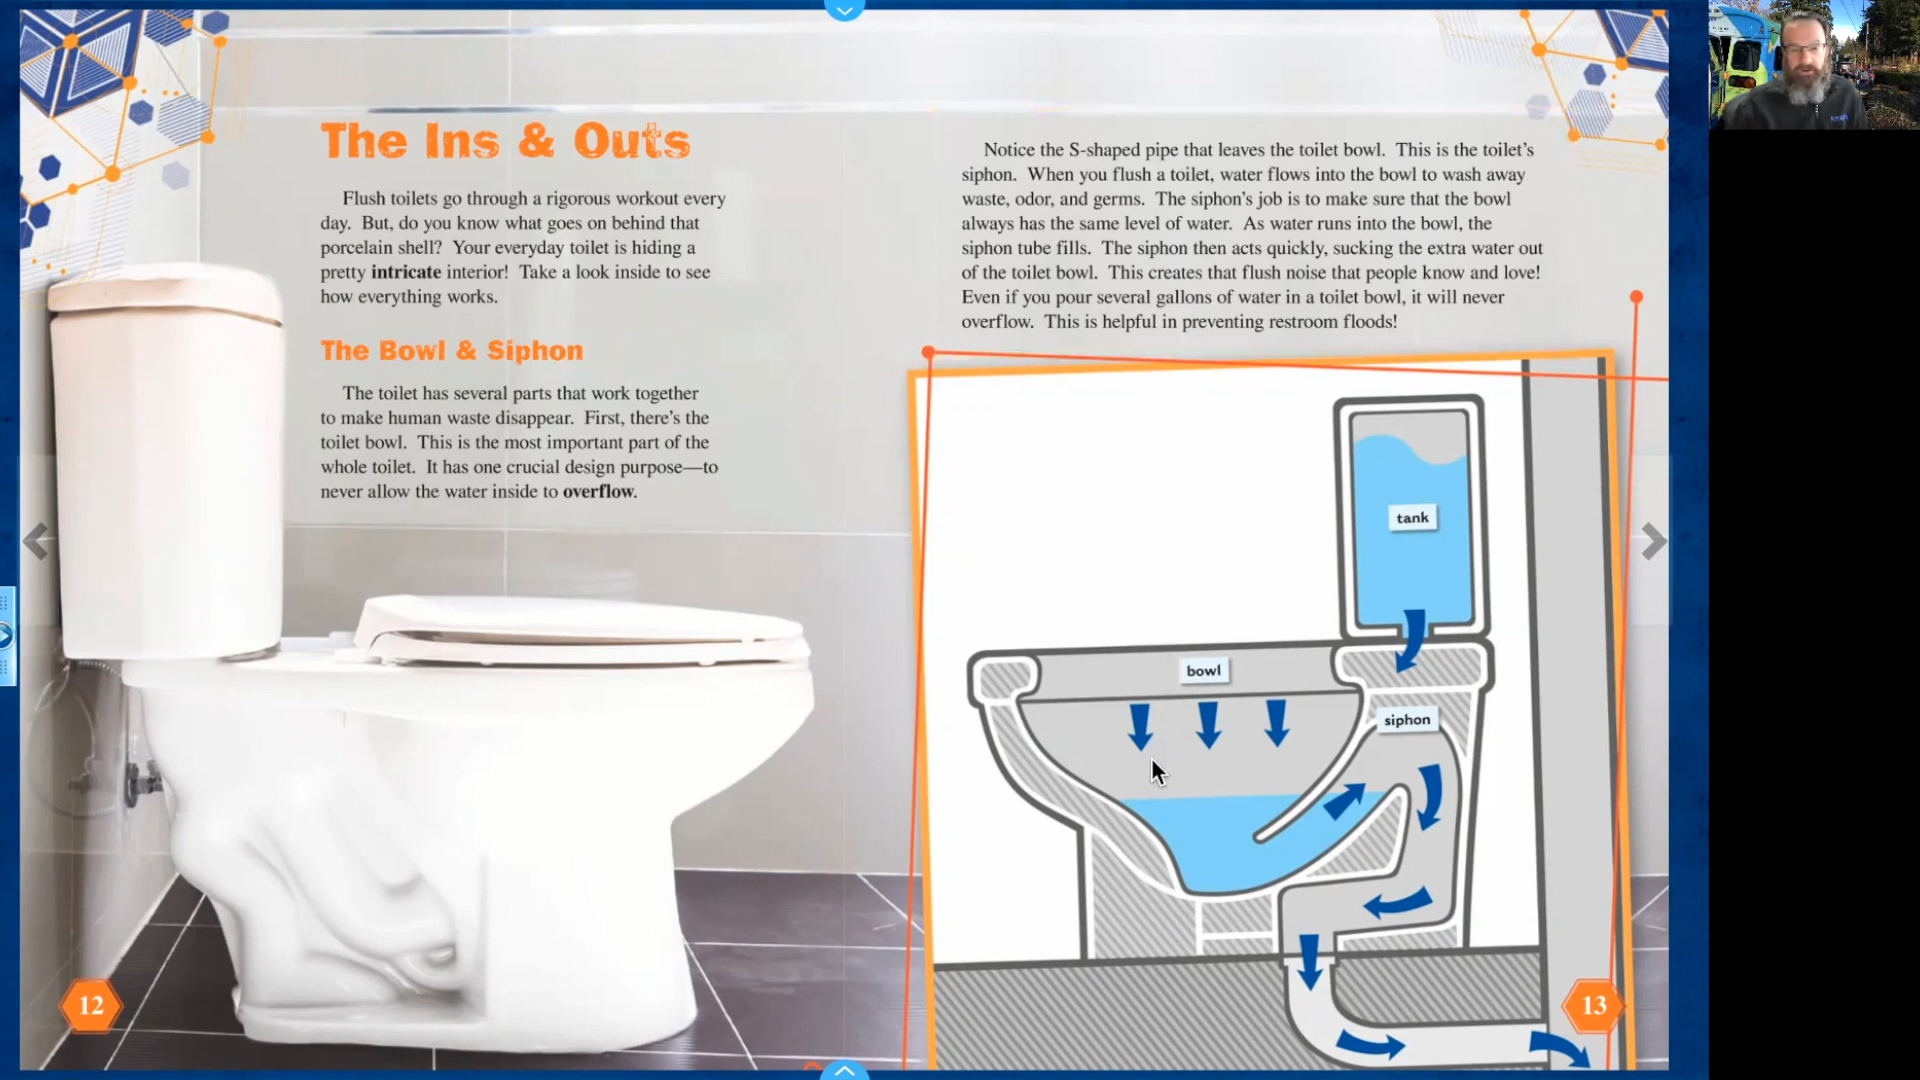 The Ins & Outs
Flush toilets go through a rigorous workout every
day. But, do you know what goes on behind that
porcelain shell? Your everyday toilet is hiding a
pretty intricate interior! Take a look inside to see
how everything works.
The Bowl & Siphon
The toilet has several parts that work together
to make human waste disappear. First, there's the
toilet bowl. This is the most important part of the
whole toilet. It has one crucial design purpose—to
never allow the water inside to overflow.
12
Notice the S-shaped pipe that leaves the toilet bowl. This is the toilet's
siphon. When you flush a toilet, water flows into the bowl to wash away
waste, odor, and germs. The siphon's job is to make sure that the bowl
always has the same level of water. As water runs into the bowl, the
siphon tube fills. The siphon then acts quickly, sucking the extra water out
of the toilet bowl. This creates that flush noise that people know and love!
Even if you pour several gallons of water in a toilet bowl, it will never
overflow. This is helpful in preventing restroom floods!
tank
bowl
siphon
13